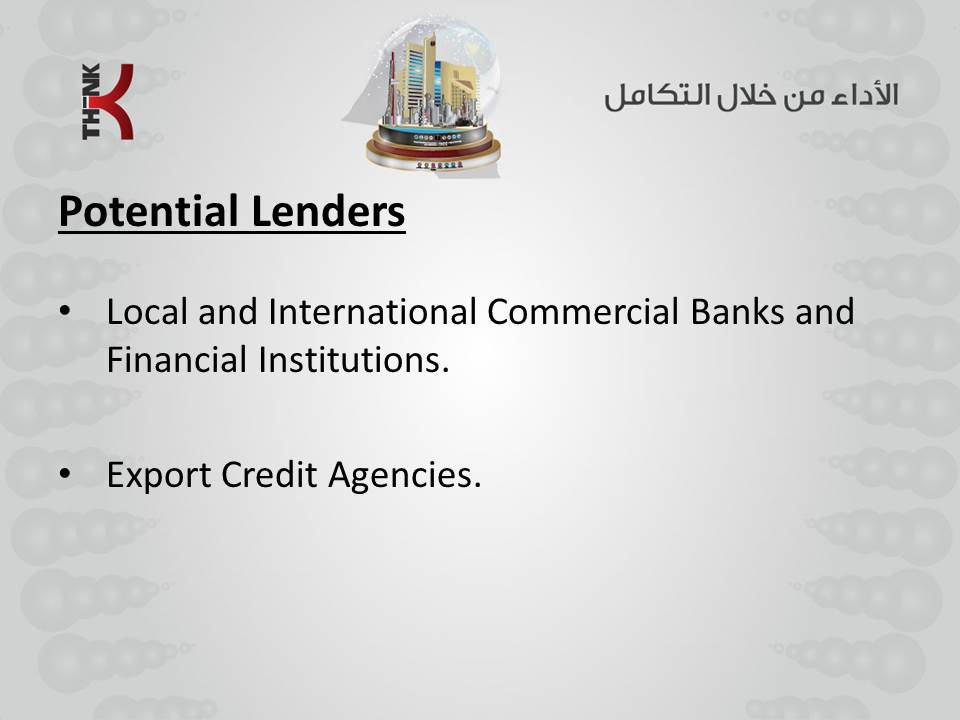 THINK
الأداء من خلال التكامل
Potential Lenders
• Local and International Commercial Banks and
Financial Institutions.
• Export Credit Agencies.